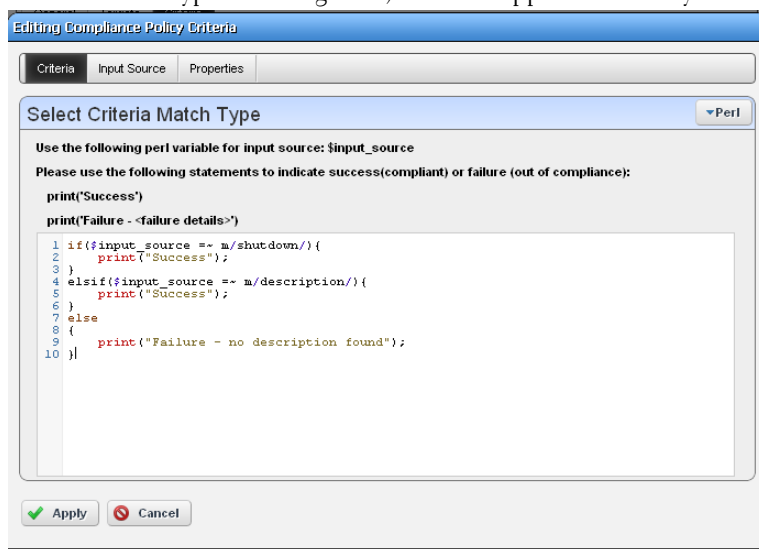 Editing Compliance Policy Criteria
Criteria Input Source Properties
Select Criteria Match Type
Perl
Use the following perl variable for input source: $input_source
Please use the following statements to indicate success(compliant) or failure (out of compliance):
print('Success')
print('Failure - <failure details>')
1 if($input_source =~ m/shutdown/){
2     print("Success");
3 }
4 elsif($input_source =~ m/description/){
5     print("Success");
6 }
7 else
8 {
9     print("Failure - no description found");
10 }
Apply Cancel